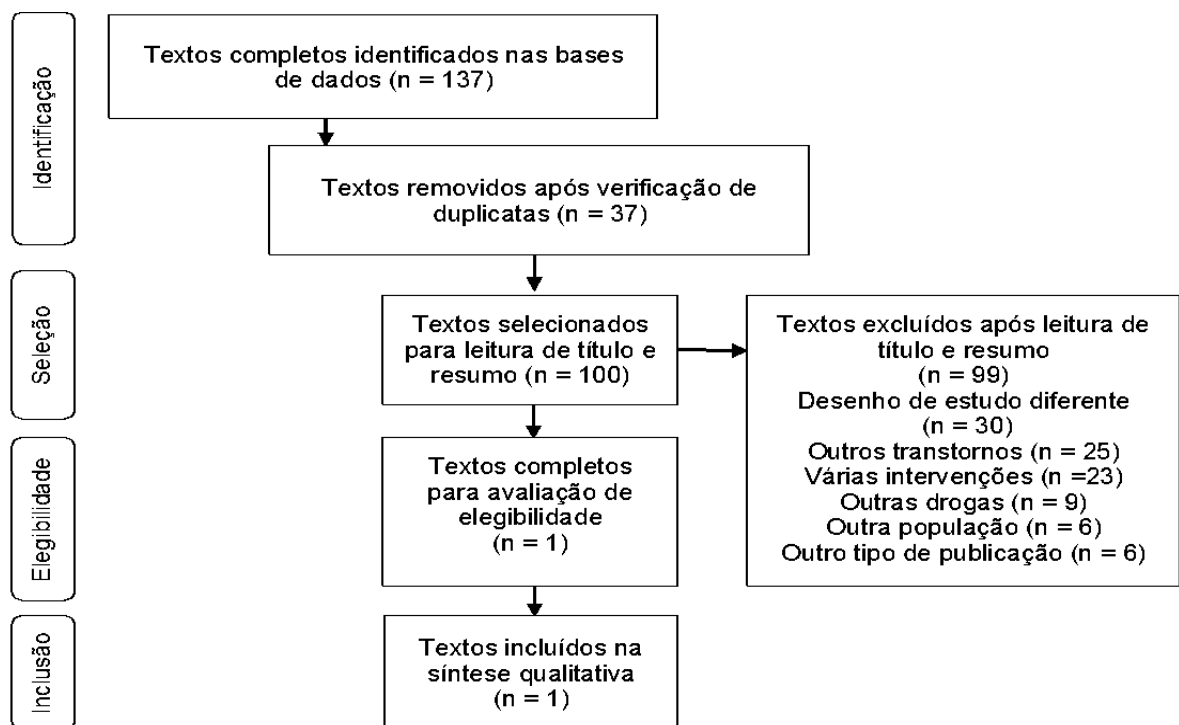 Identificação
Textos completos identificados nas bases
de dados (n = 137)
Textos removidos após verificação de
duplicatas (n = 37)
Seleção
Textos selecionados
para leitura de título e
resumo (n = 100)
Textos excluídos após leitura de
título e resumo
(n = 99)
Desenho de estudo diferente
(n = 30)
Outros transtornos (n = 25)
Várias intervenções (n =23)
Outras drogas (n = 9)
Outra população (n = 6)
Outro tipo de publicação (n = 6)
Elegibilidade
Textos completos
para avaliação de
elegibilidade
(n = 1)
Inclusão
Textos incluídos na
síntese qualitativa
(n = 1)